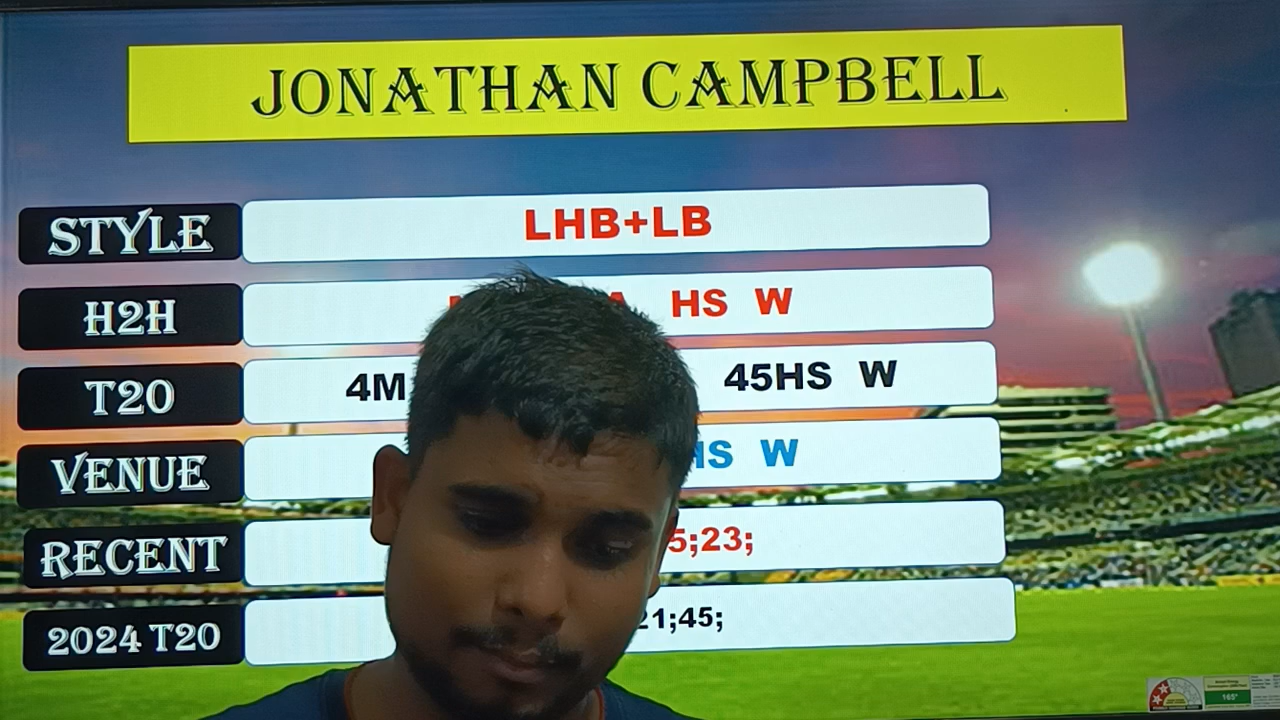 JONATHAN CAMPBELL
STYLE LHB+LB
H2H HS W
T20 4M 45HS W
VENUE HS W
RECENT 5;23;
2024 T20 21;45;
165*